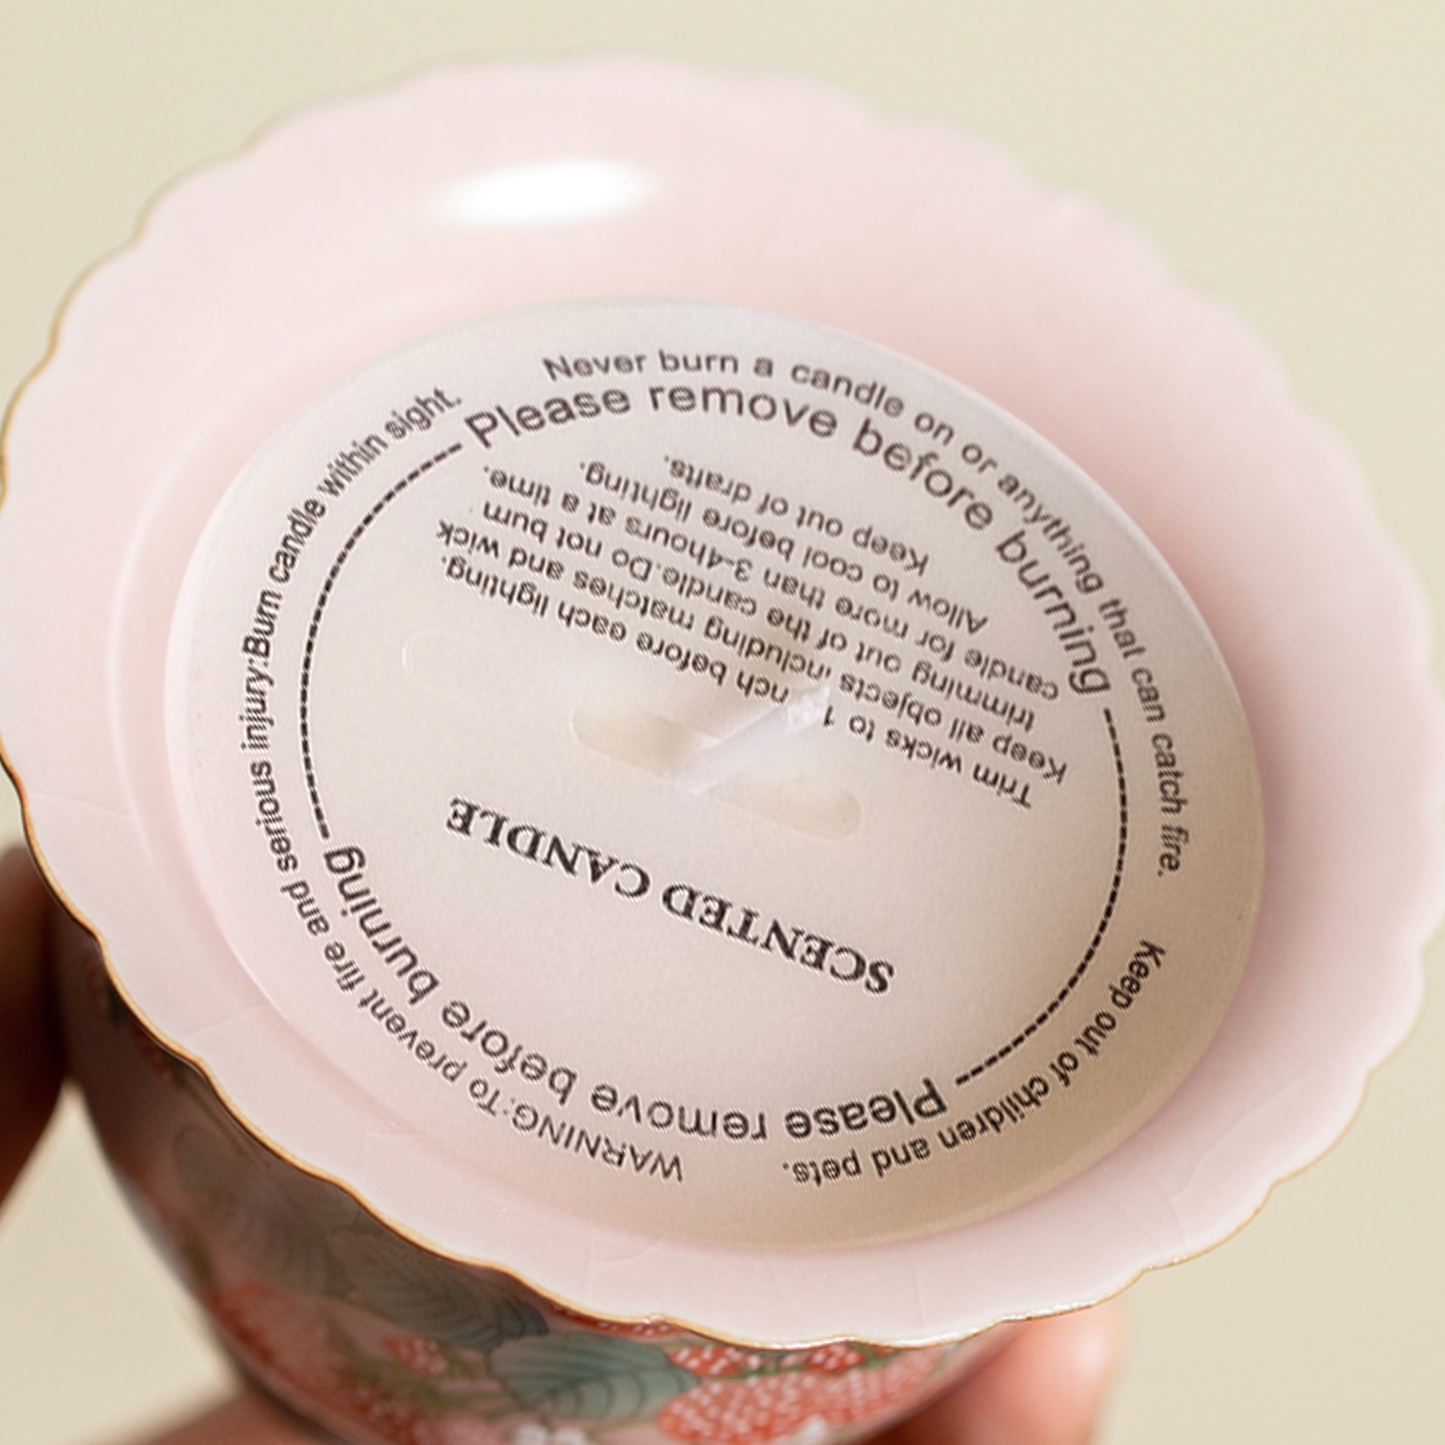 WARNING:To prevent fire and serious injury:Burn candle within sight.
Never burn a candle on or anything that can catch fire.
Keep out of children and pets.
Please remove before burning
Please remove before burning
SCENTED CANDLE
Trim wicks to 1 nch before each lighting.
Keep all objects including matches and wick
trimming out of the candle.Do not burn
candle for more than 3-4hours at a time.
Allow to cool before lighting.
Keep out of drafts.